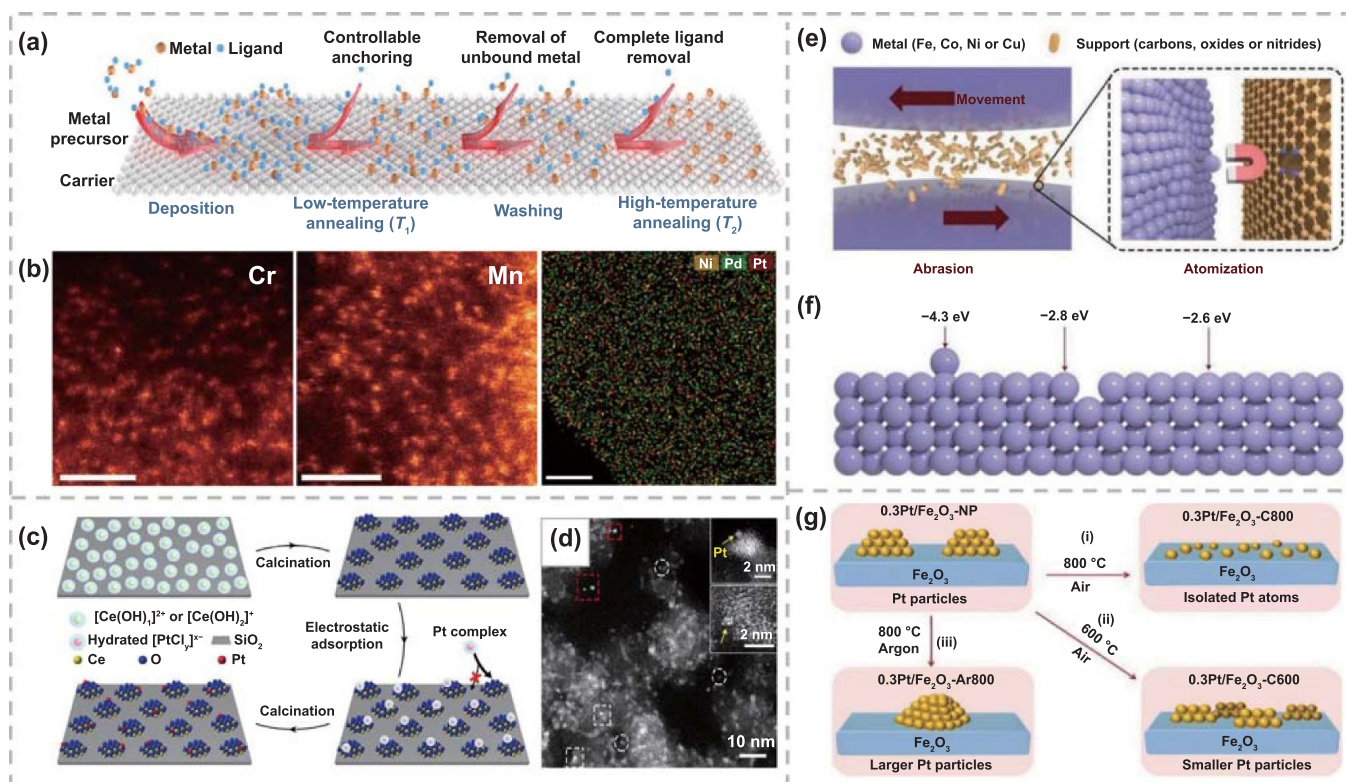 (a)
Metal Ligand
Controllable
anchoring
Removal of
unbound metal
Complete ligand
removal
Metal
precursor
Carrier
Deposition
Low-temperature
annealing (T₁)
Washing
High-temperature
annealing (T₂)
(b)
Cr
Mn
Ni Pd Pt
(c)
Calcination
[Ce(OH)₁]²⁺ or [Ce(OH)₂]⁺
Hydrated [PtClᵧ]ˣ⁻ SiO₂
Ce O Pt
Electrostatic
adsorption
Pt complex
Calcination
(d)
Pt
2 nm
2 nm
10 nm
(e)
Metal (Fe, Co, Ni or Cu) Support (carbons, oxides or nitrides)
Movement
Abrasion
Atomization
(f)
−4.3 eV
−2.8 eV
−2.6 eV
(g)
0.3Pt/Fe₂O₃-NP
Fe₂O₃
Pt particles
(i)
800 °C
Air
0.3Pt/Fe₂O₃-C800
Fe₂O₃
Isolated Pt atoms
(ii)
600 °C
Air
800 °C
Argon
(iii)
0.3Pt/Fe₂O₃-Ar800
Fe₂O₃
Larger Pt particles
0.3Pt/Fe₂O₃-C600
Fe₂O₃
Smaller Pt particles